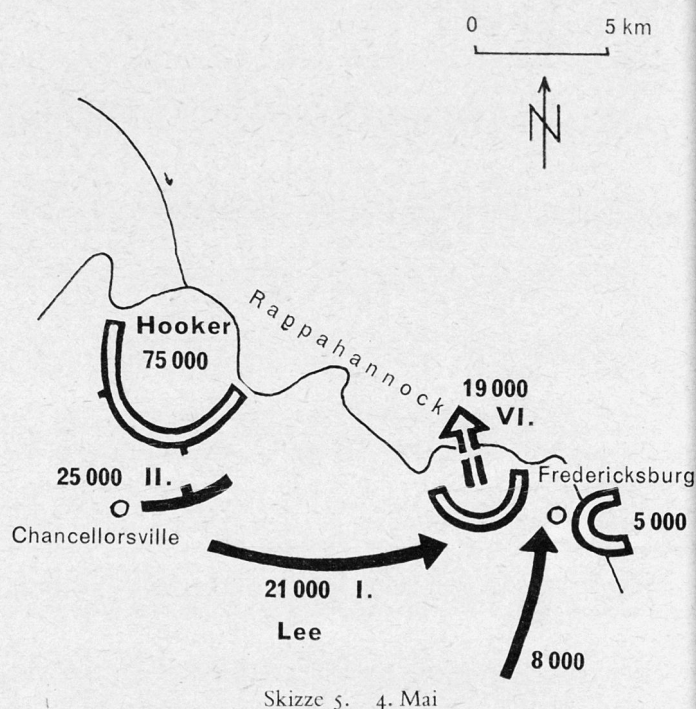 0 5 km
N
Hooker
75 000
Rappahannock
19 000
VI.
25 000 II.
Fredericksburg
5 000
Chancellorsville
21 000 I.
Lee
8 000
Skizze 5. 4. Mai